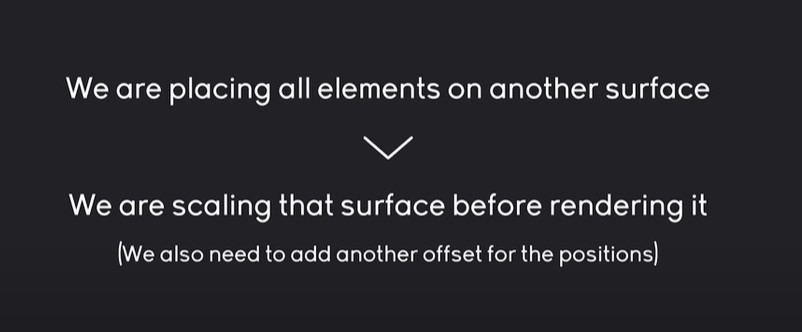 We are placing all elements on another surface
We are scaling that surface before rendering it
(We also need to add another offset for the positions)